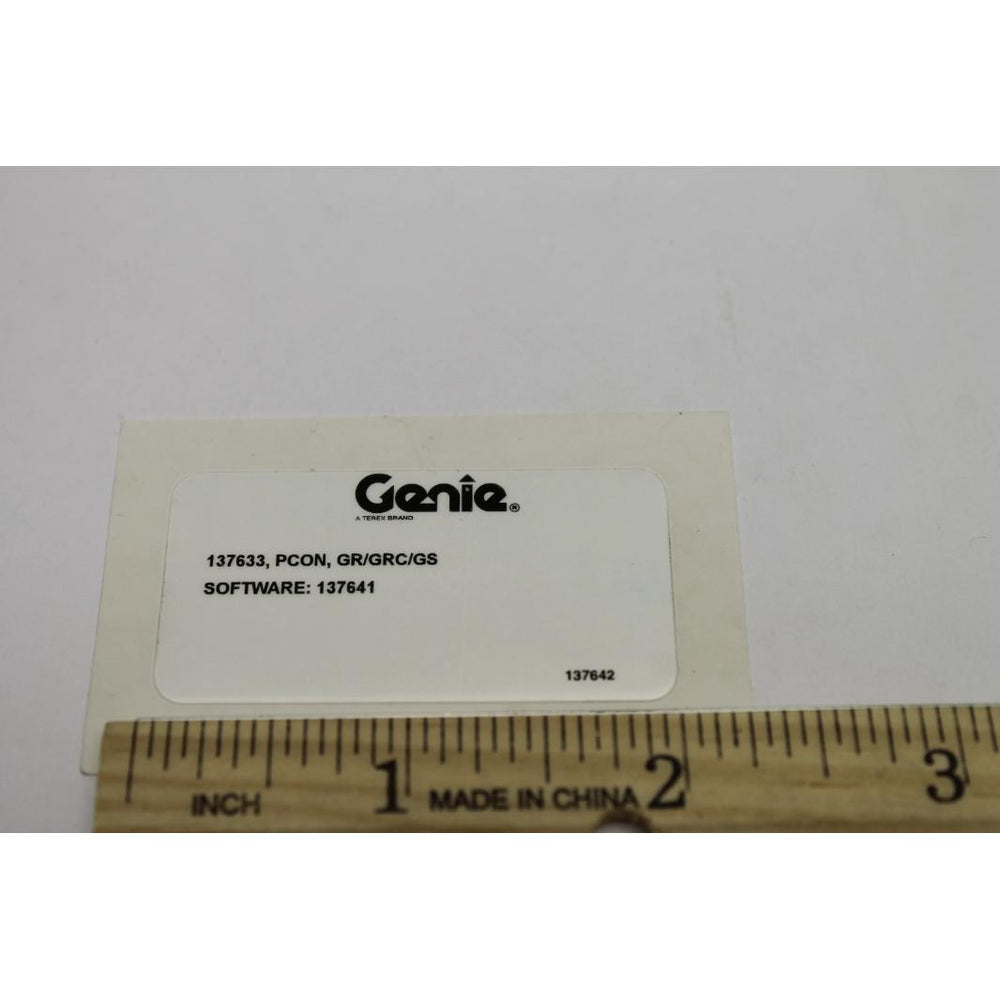 Genie®
A TEREX BRAND
137633, PCON, GR/GRC/GS
SOFTWARE: 137641
137642
1 2 3
INCH MADE IN CHINA